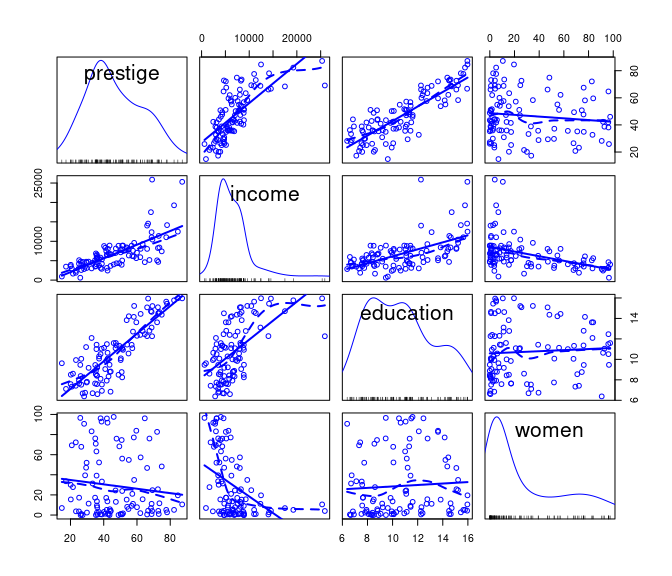 0 10000 20000
0 20 40 60 80 100
prestige
20 40 60 80
income
0 10000 25000
education
6 8 10 14
women
0 20 60 100
20 40 60 80
6 8 10 12 14 16